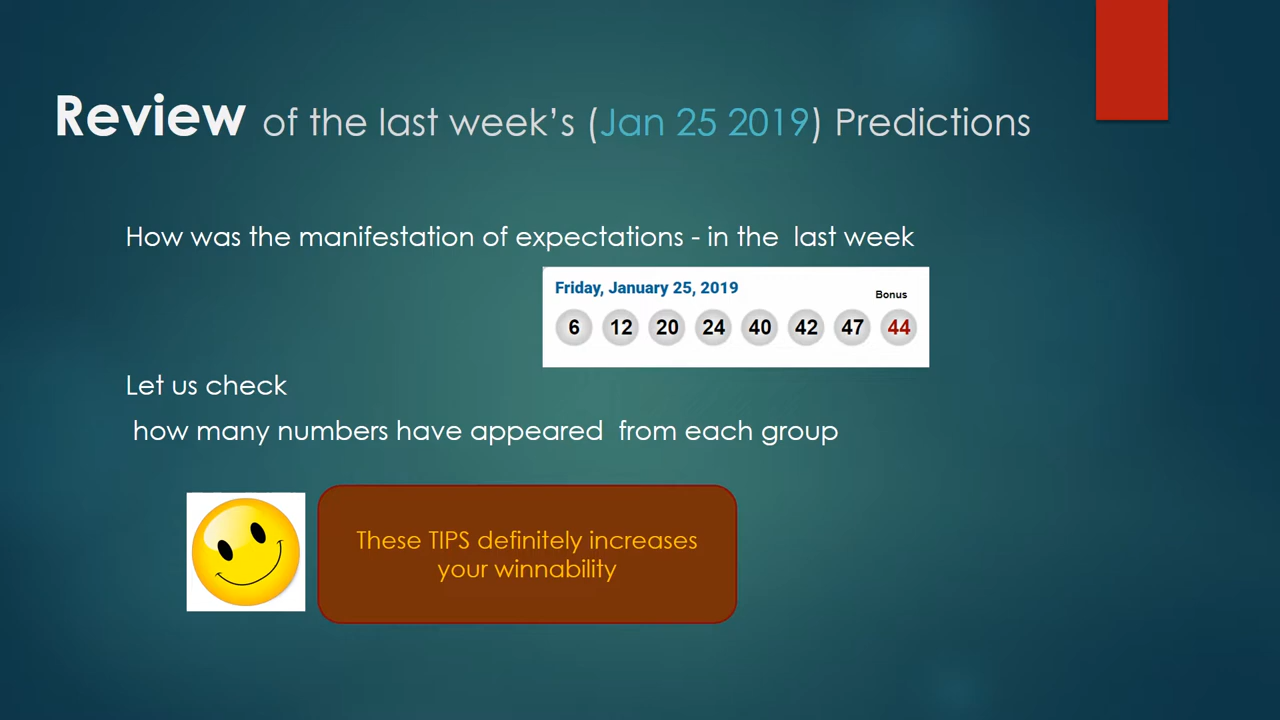 Review of the last week's (Jan 25 2019) Predictions
How was the manifestation of expectations - in the last week
Friday, January 25, 2019
Bonus
6 12 20 24 40 42 47 44
Let us check
how many numbers have appeared from each group
These TIPS definitely increases
your winnability